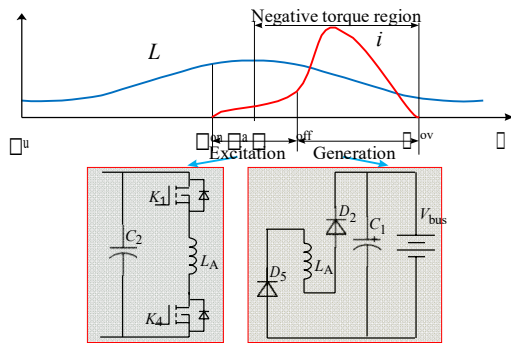 Negative torque region
L
i
on
a
off
ov
u
Excitation
Generation
K1
C2
LA
K4
D2
C1
Vbus
D5
LA